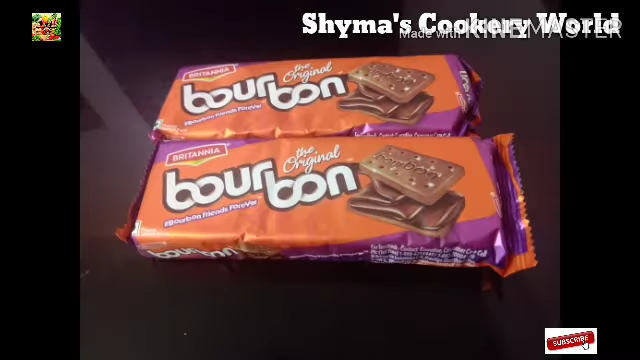 Shyma's Cookery World
Made with KINEMASTER
BRITANNIA
the Original
bourbon
#Bourbon Friends Forever
BRITANNIA
the Original
bourbon
#Bourbon Friends Forever
bourbon
SUBSCRIBE